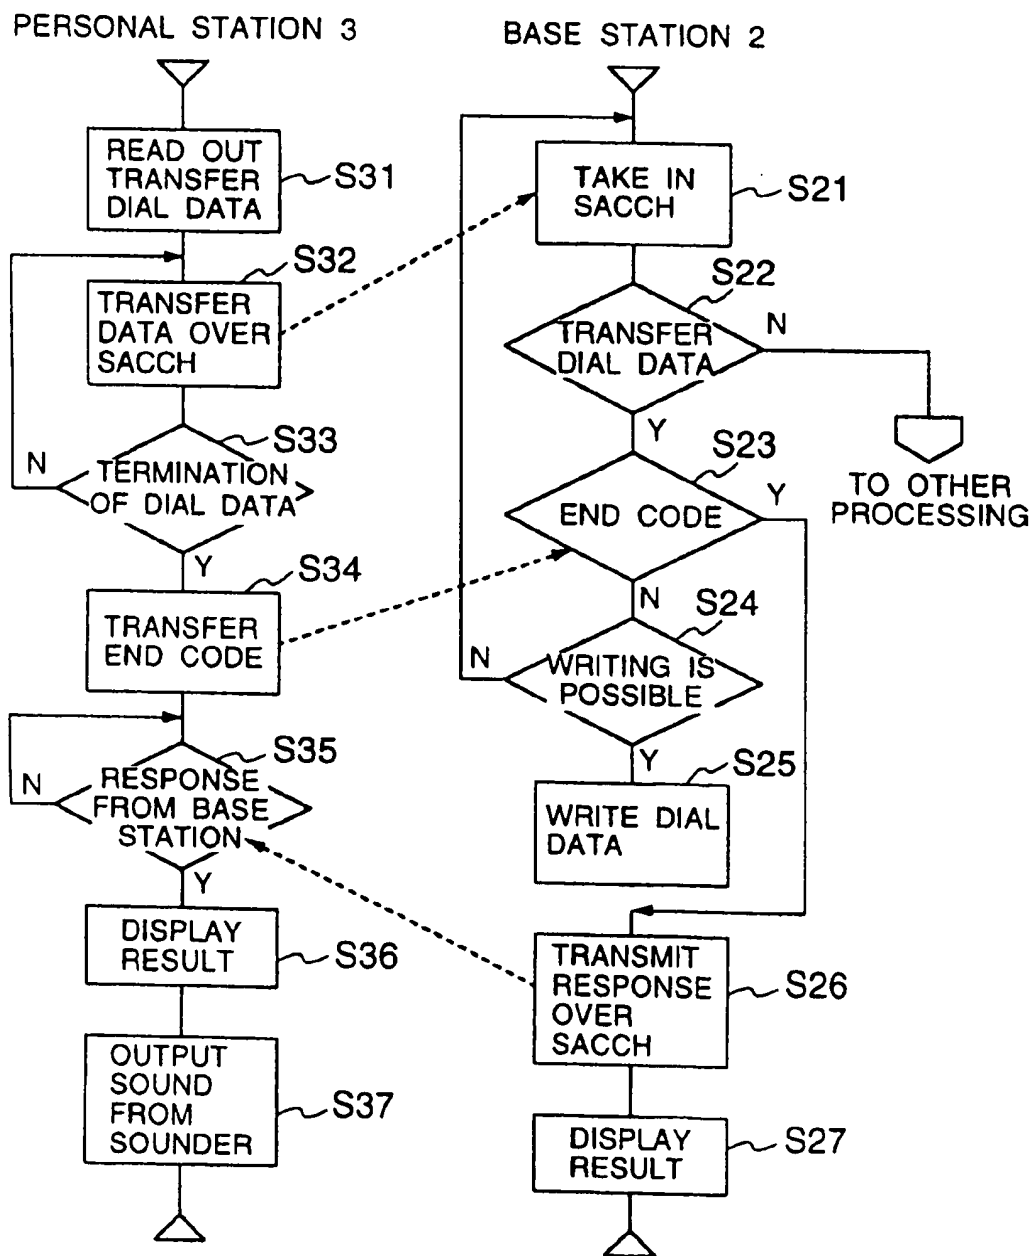 PERSONAL STATION 3
READ OUT
TRANSFER
DIAL DATA
S31
S32
TRANSFER
DATA OVER
SACCH
S33
N
TERMINATION
OF DIAL DATA
Y
S34
TRANSFER
END CODE
S35
N
RESPONSE
FROM BASE
STATION
Y
DISPLAY
RESULT
S36
OUTPUT
SOUND
FROM
SOUNDER
S37
BASE STATION 2
TAKE IN
SACCH
S21
S22
TRANSFER
DIAL DATA
N
Y
TO OTHER
PROCESSING
S23
END CODE
Y
N
S24
N
WRITING IS
POSSIBLE
Y
S25
WRITE DIAL
DATA
TRANSMIT
RESPONSE
OVER
SACCH
S26
DISPLAY
RESULT
S27